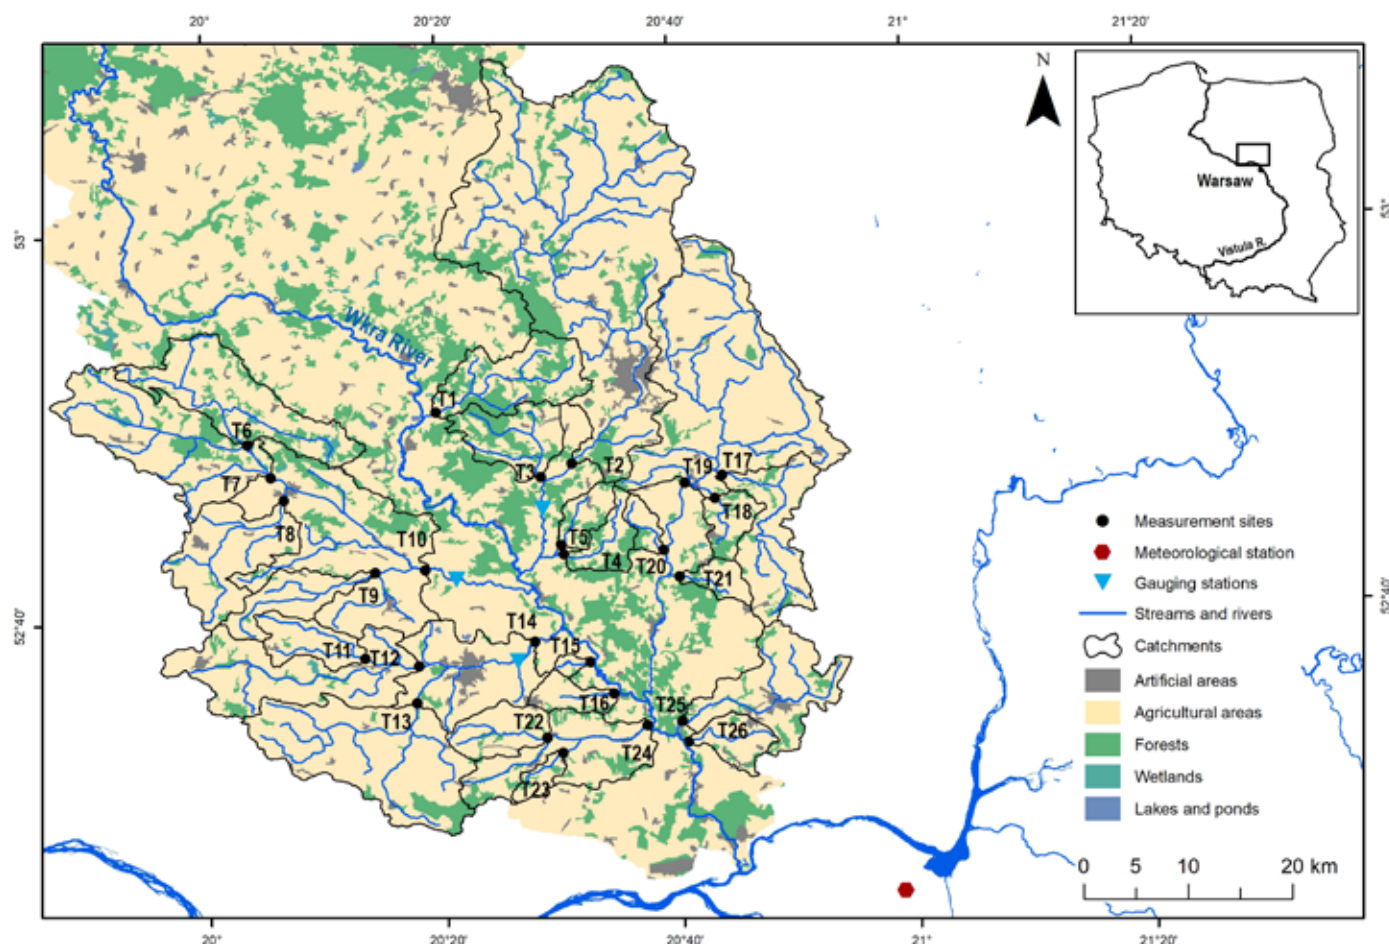 20° 20°20' 20°40' 21° 21°20'
N
Warsaw
Vistula R.
53° 53°
Wkra River
T1
T6
T3 T2 T19 T17
T7
T18
T8
T10 T5 T4 T20 T21
T9
52°40' 52°40'
T14
T11 T12 T15
T16
T13 T22 T25
T26
T24
T23
Measurement sites
Meteorological station
Gauging stations
Streams and rivers
Catchments
Artificial areas
Agricultural areas
Forests
Wetlands
Lakes and ponds
0 5 10 20 km
20° 20°20' 20°40' 21° 21°20'